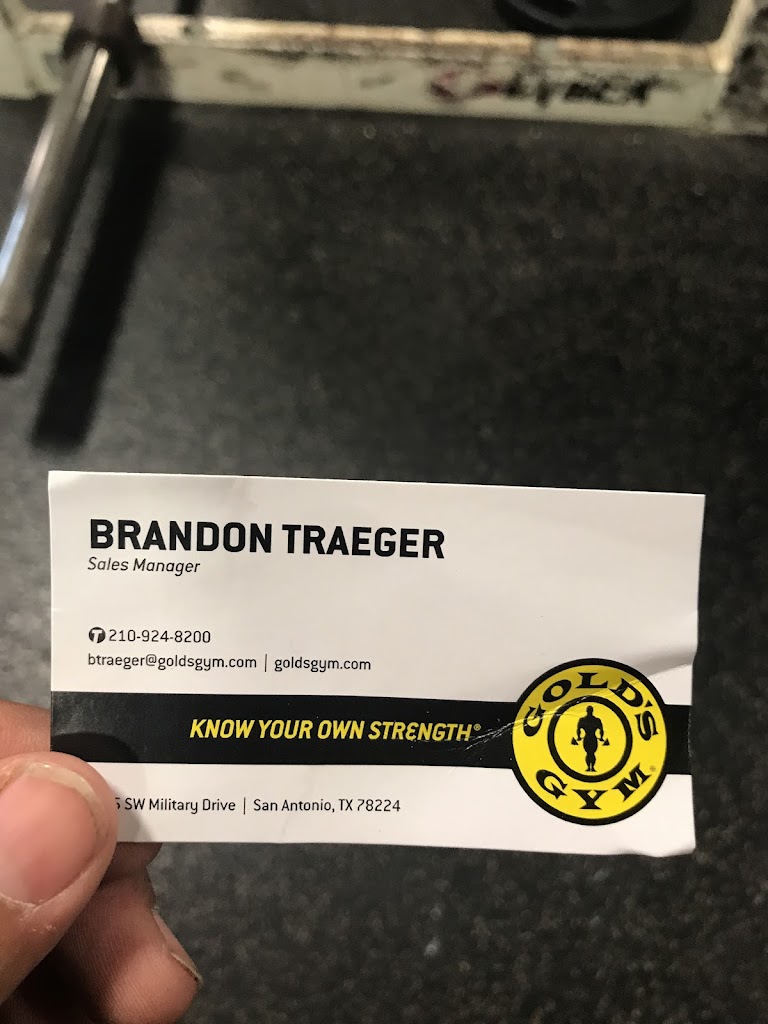 BRANDON TRAEGER
Sales Manager
T 210-924-8200
btraeger@goldsgym.com | goldsgym.com
KNOW YOUR OWN STRENGTH®
GOLD'S GYM®
5 SW Military Drive | San Antonio, TX 78224